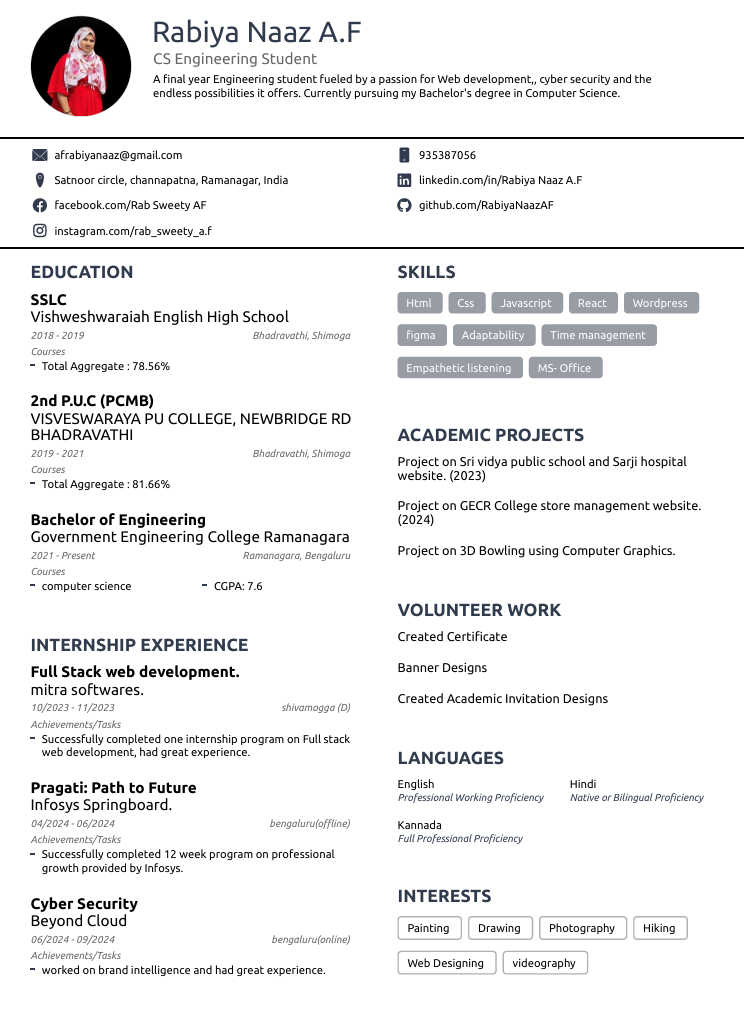 Rabiya Naaz A.F
CS Engineering Student
A final year Engineering student fueled by a passion for Web development,, cyber security and the
endless possibilities it offers. Currently pursuing my Bachelor's degree in Computer Science.
afrabiyanaaz@gmail.com
935387056
Satnoor circle, channapatna, Ramanagar, India
linkedin.com/in/Rabiya Naaz A.F
facebook.com/Rab Sweety AF
github.com/RabiyaNaazAF
instagram.com/rab_sweety_a.f
EDUCATION
SSLC
Vishweshwaraiah English High School
2018 - 2019 Bhadravathi, Shimoga
Courses
- Total Aggregate : 78.56%
2nd P.U.C (PCMB)
VISVESWARAYA PU COLLEGE, NEWBRIDGE RD
BHADRAVATHI
2019 - 2021 Bhadravathi, Shimoga
Courses
- Total Aggregate : 81.66%
Bachelor of Engineering
Government Engineering College Ramanagara
2021 - Present Ramanagara, Bengaluru
Courses
- computer science - CGPA: 7.6
INTERNSHIP EXPERIENCE
Full Stack web development.
mitra softwares.
10/2023 - 11/2023 shivamogga (D)
Achievements/Tasks
- Successfully completed one internship program on Full stack
web development, had great experience.
Pragati: Path to Future
Infosys Springboard.
04/2024 - 06/2024 bengaluru(offline)
Achievements/Tasks
- Successfully completed 12 week program on professional
growth provided by Infosys.
Cyber Security
Beyond Cloud
06/2024 - 09/2024 bengaluru(online)
Achievements/Tasks
- worked on brand intelligence and had great experience.
SKILLS
Html Css Javascript React Wordpress
figma Adaptability Time management
Empathetic listening MS- Office
ACADEMIC PROJECTS
Project on Sri vidya public school and Sarji hospital
website. (2023)
Project on GECR College store management website.
(2024)
Project on 3D Bowling using Computer Graphics.
VOLUNTEER WORK
Created Certificate
Banner Designs
Created Academic Invitation Designs
LANGUAGES
English Hindi
Professional Working Proficiency Native or Bilingual Proficiency
Kannada
Full Professional Proficiency
INTERESTS
Painting Drawing Photography Hiking
Web Designing videography